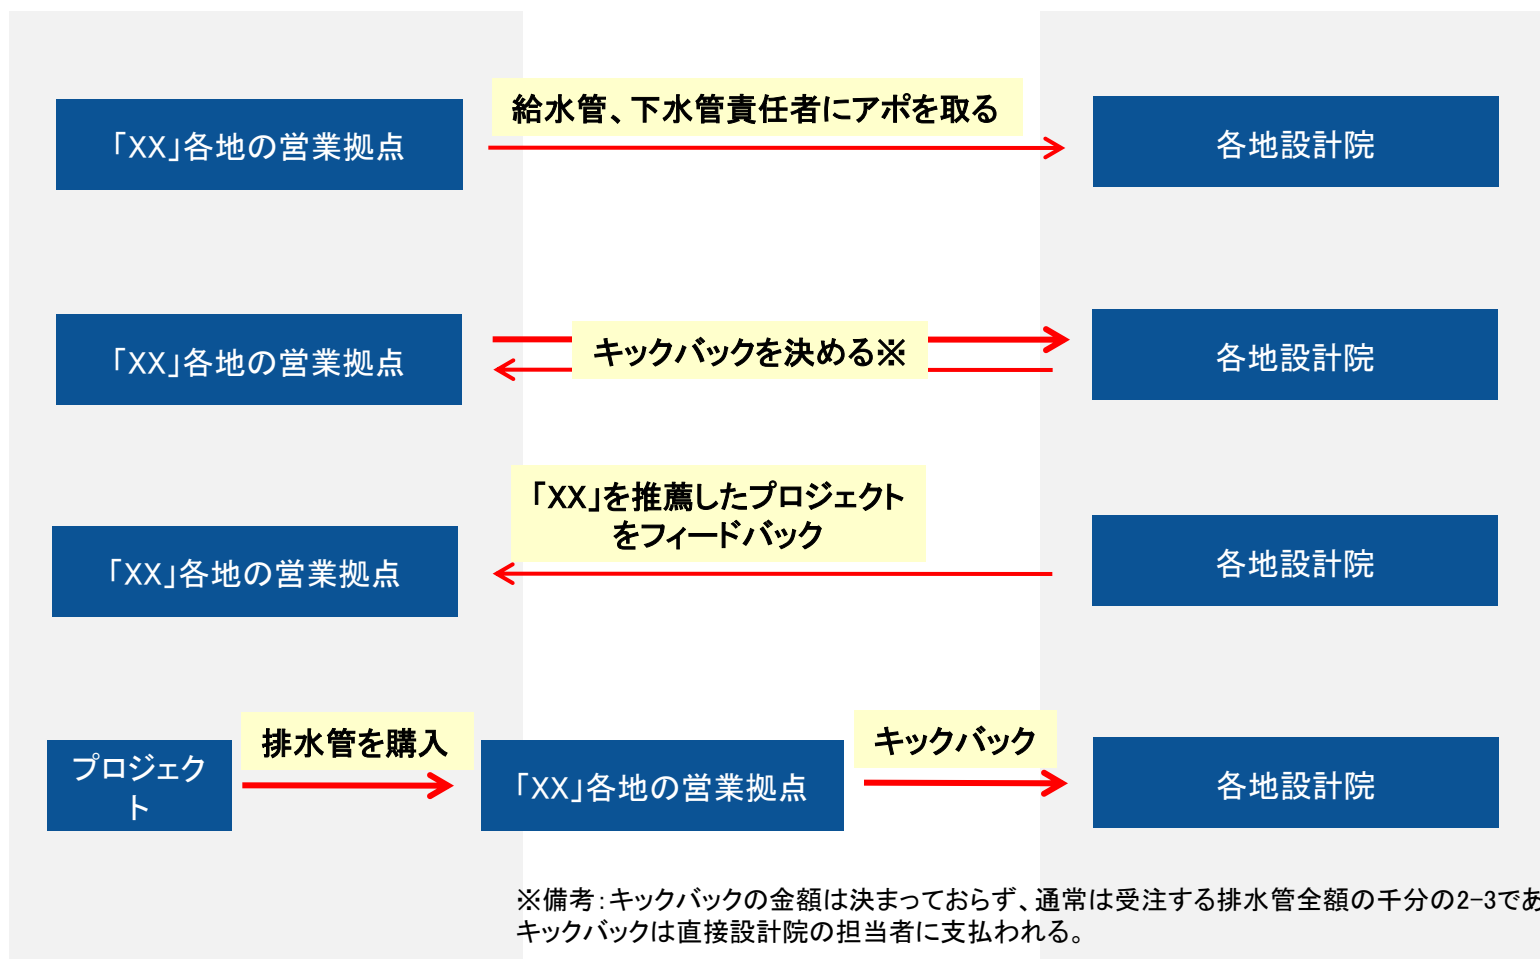 給水管、下水管責任者にアポを取る
「XX」各地の営業拠点
各地設計院
キックバックを決める※
「XX」各地の営業拠点
各地設計院
「XX」を推薦したプロジェクト
をフィードバック
「XX」各地の営業拠点
各地設計院
排水管を購入
キックバック
プロジェク
ト
「XX」各地の営業拠点
各地設計院
※備考：キックバックの金額は決まっておらず、通常は受注する排水管全額の千分の2-3であ
キックバックは直接設計院の担当者に支払われる。